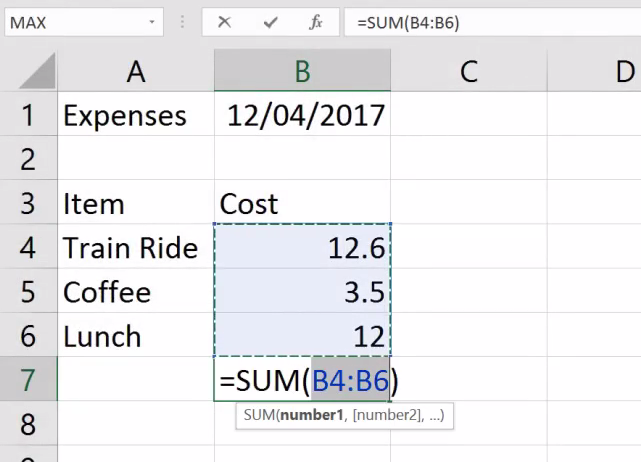 MAX fx =SUM(B4:B6)
A B C D
1 Expenses 12/04/2017
2
3 Item Cost
4 Train Ride 12.6
5 Coffee 3.5
6 Lunch 12
7 =SUM(B4:B6)
SUM(number1, [number2], ...)
8